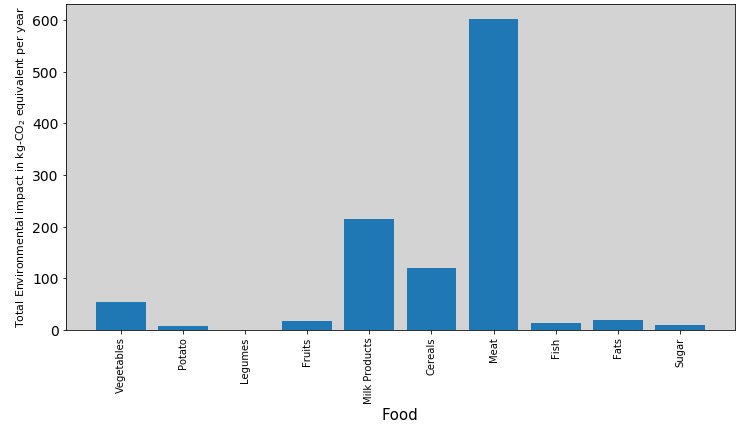 Total Environmental impact in kg-CO₂ equivalent per year
600
500
400
300
200
100
0
Vegetables
Potato
Legumes
Fruits
Milk Products
Cereals
Meat
Fish
Fats
Sugar
Food